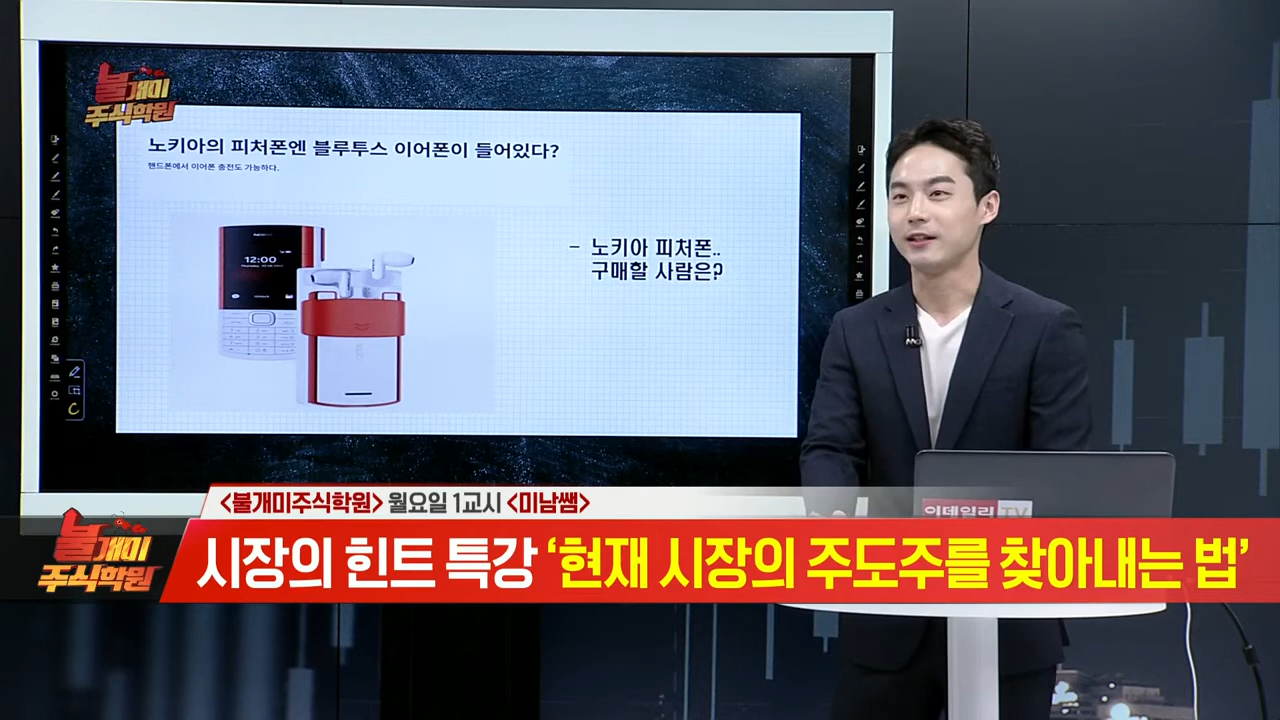 불개미
주식학원
노키아의 피처폰엔 블루투스 이어폰이 들어있다?
핸드폰에서 이어폰 충전도 가능하다.
12:00
- 노키아 피처폰..
구매할 사람은?
이데일리 TV
<불개미주식학원> 월요일 1교시 <미남쌤>
불개미
주식학원
시장의 힌트 특강 ‘현재 시장의 주도주를 찾아내는 법’